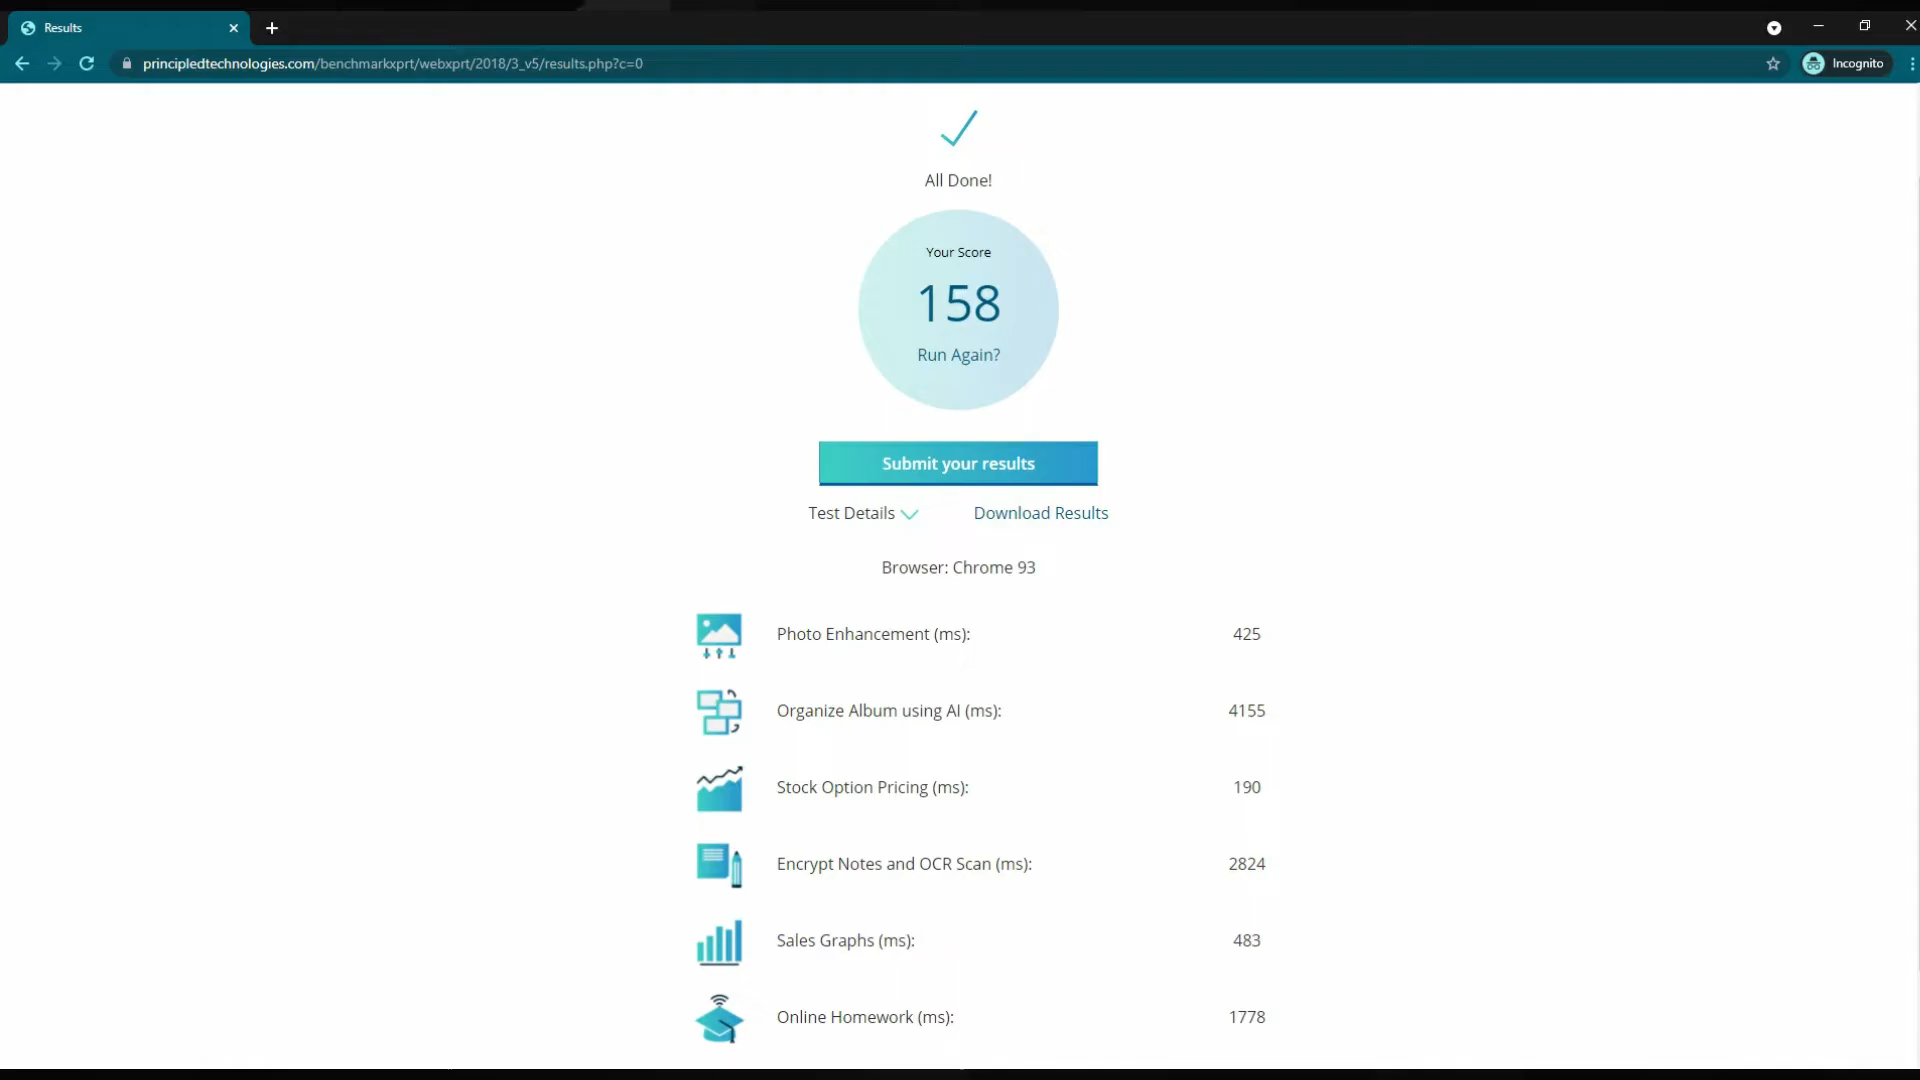 Results
principledtechnologies.com/benchmarkxprt/webxprt/2018/3_v5/results.php?c=0
Incognito
All Done!
Your Score
158
Run Again?
Submit your results
Test Details
Download Results
Browser: Chrome 93
Photo Enhancement (ms): 425
Organize Album using AI (ms): 4155
Stock Option Pricing (ms): 190
Encrypt Notes and OCR Scan (ms): 2824
Sales Graphs (ms): 483
Online Homework (ms): 1778